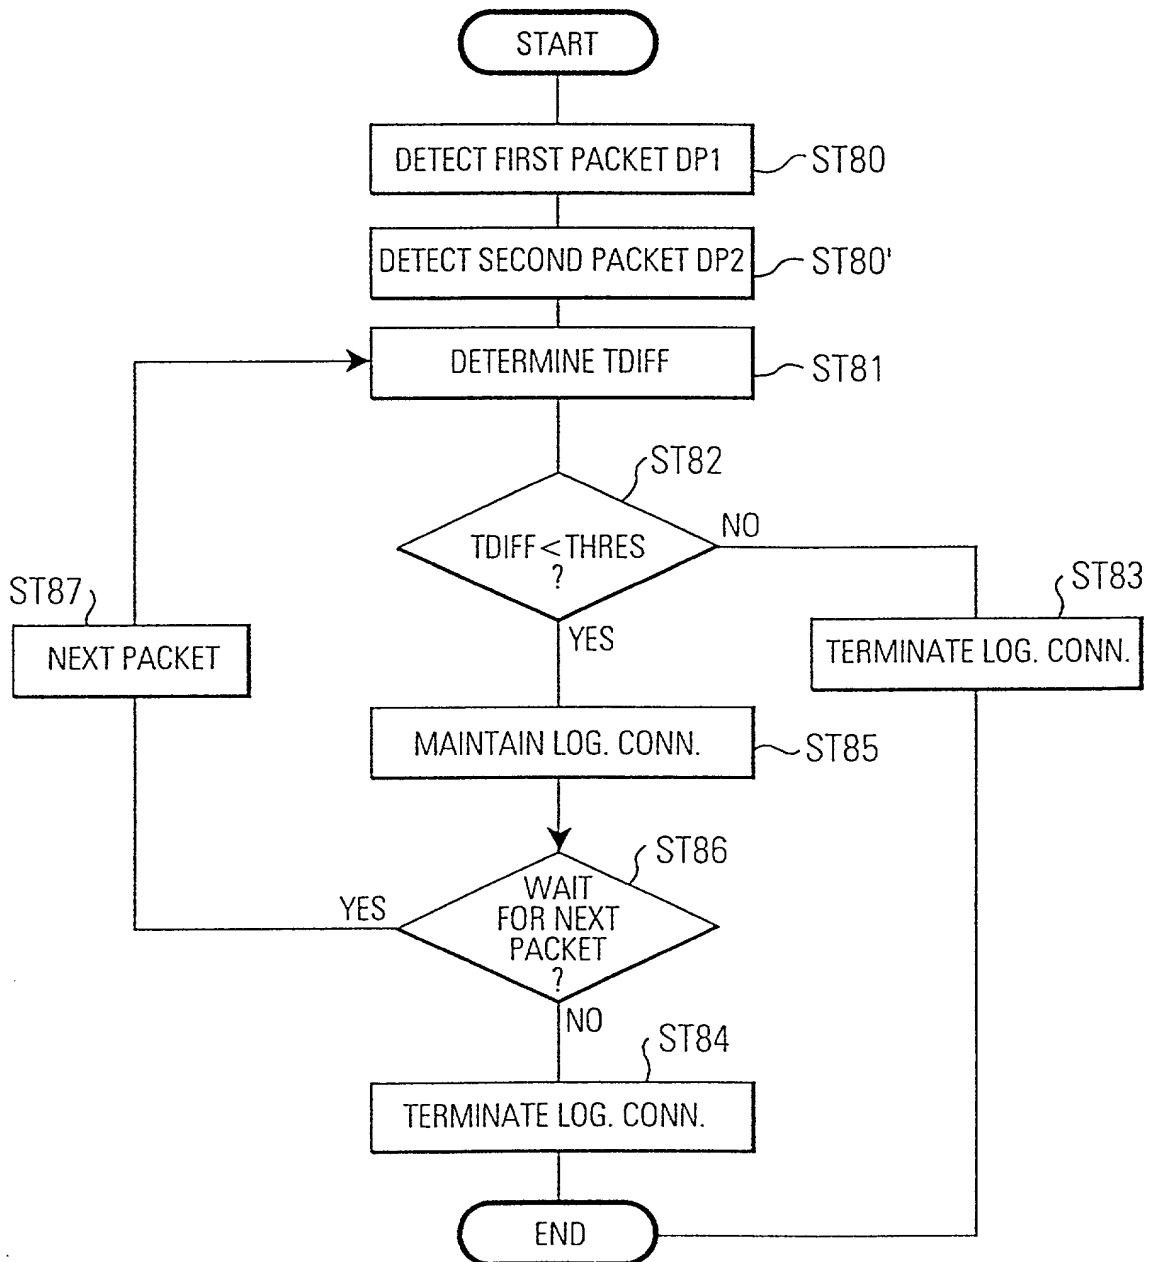 START
DETECT FIRST PACKET DP1
ST80
DETECT SECOND PACKET DP2
ST80'
DETERMINE TDIFF
ST81
ST82
TDIFF<THRES
?
NO
YES
ST83
TERMINATE LOG. CONN.
ST87
NEXT PACKET
MAINTAIN LOG. CONN.
ST85
ST86
WAIT
FOR NEXT
PACKET
?
YES
NO
ST84
TERMINATE LOG. CONN.
END